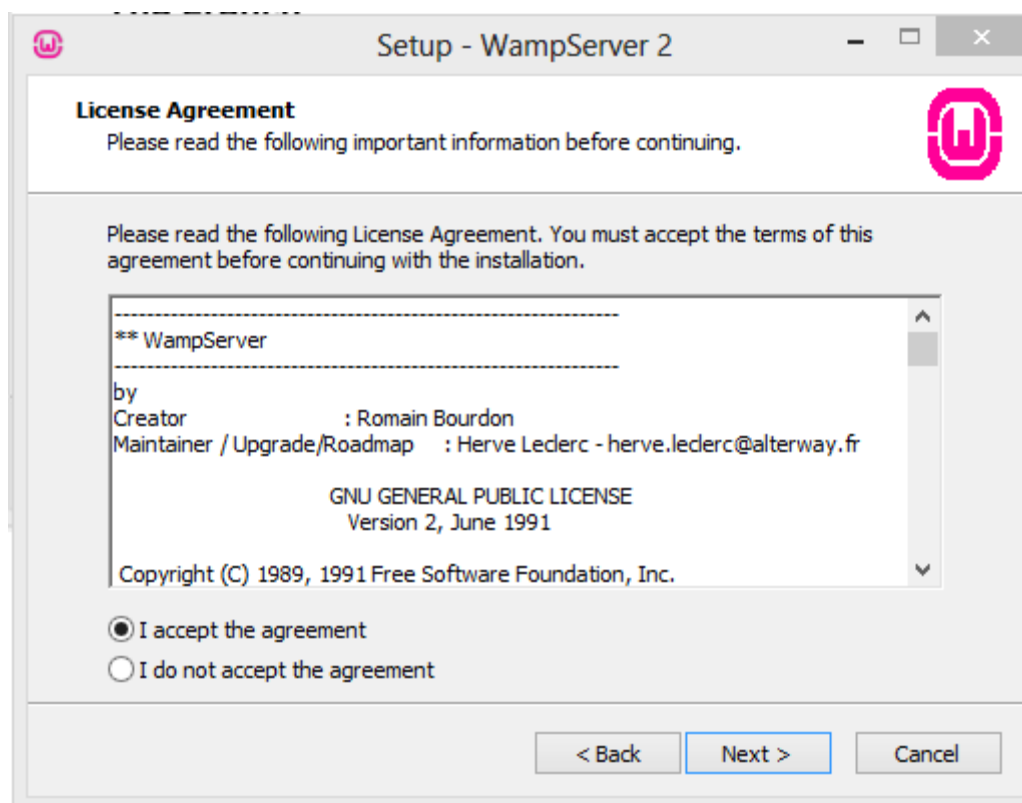 Setup - WampServer 2
License Agreement
Please read the following important information before continuing.
Please read the following License Agreement. You must accept the terms of this
agreement before continuing with the installation.
---------------------------------------------------------------
** WampServer
---------------------------------------------------------------
by
Creator : Romain Bourdon
Maintainer / Upgrade/Roadmap : Herve Leclerc - herve.leclerc@alterway.fr
GNU GENERAL PUBLIC LICENSE
Version 2, June 1991
Copyright (C) 1989, 1991 Free Software Foundation, Inc.
I accept the agreement
I do not accept the agreement
< Back Next > Cancel